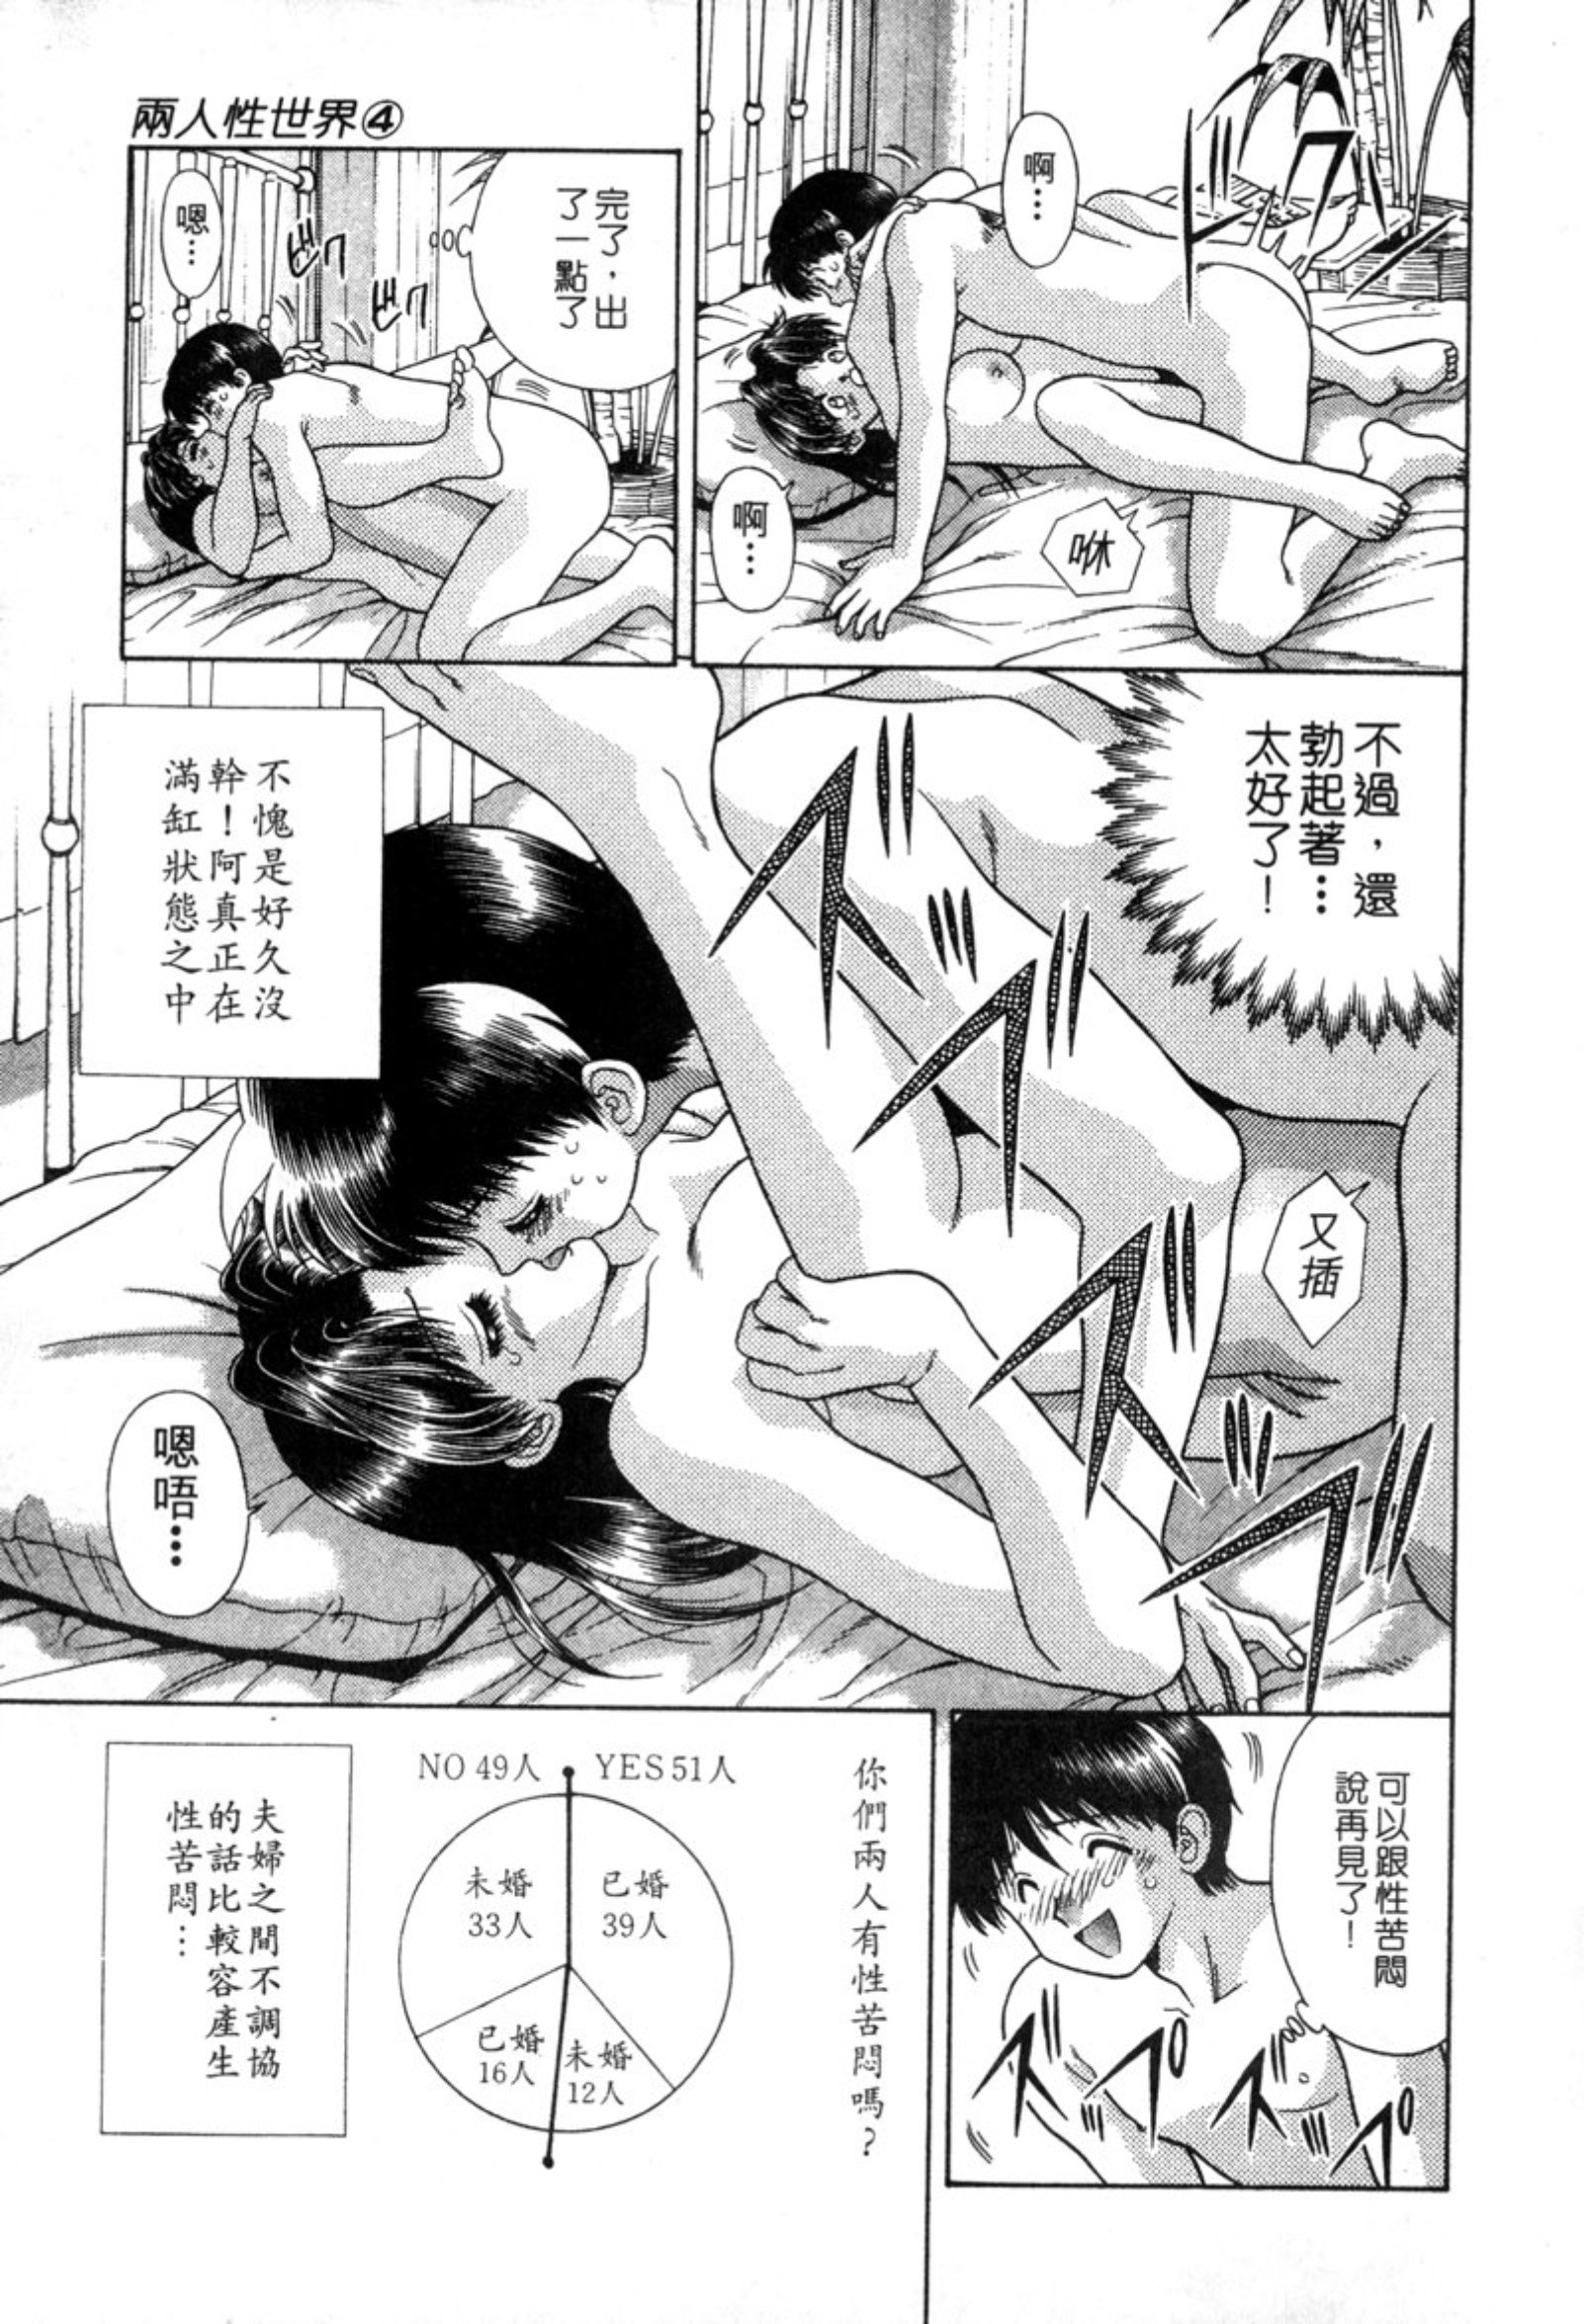 兩人性世界④
啊…
啊…
咻
完了，出
了一點了
嗯…
ビク
ビク
不過，還
勃起著…
太好了！
不愧是好久沒
幹！阿真正在
滿缸狀態之中
又插
嗯唔…
ズ
ズ
ズ
ズ
可以跟性苦悶
說再見了！
ズ
プ
ズ
プ
你們兩人有性苦悶嗎？
NO 49人
YES 51人
未婚
33人
已婚
39人
已婚
16人
未婚
12人
夫婦之間不調協
的話比較容產生
性苦悶…